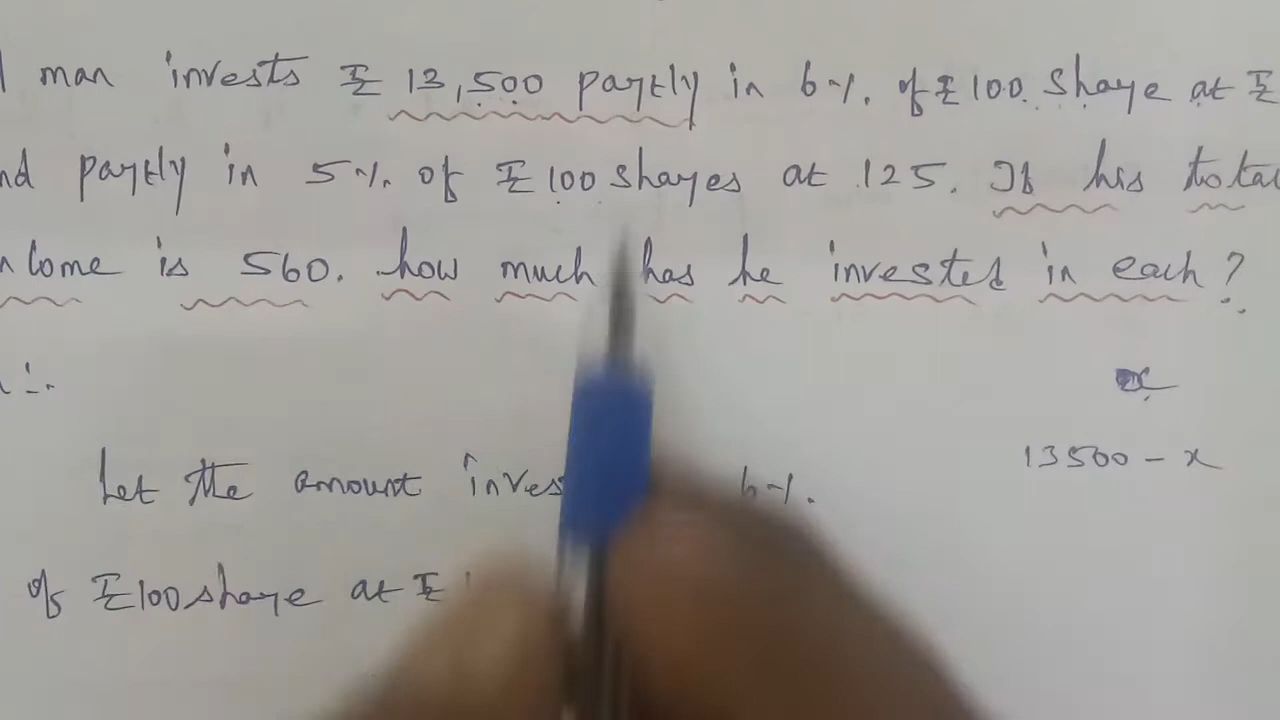 man invests ₹ 13,500 partly in 6%. of ₹100 share at ₹
nd partly in 5%. of ₹100 shares at 125. If his total
ncome is 560. how much has he invested in each?
x
13500 - x
Let the amount inves 6%.
of ₹100 share at ₹